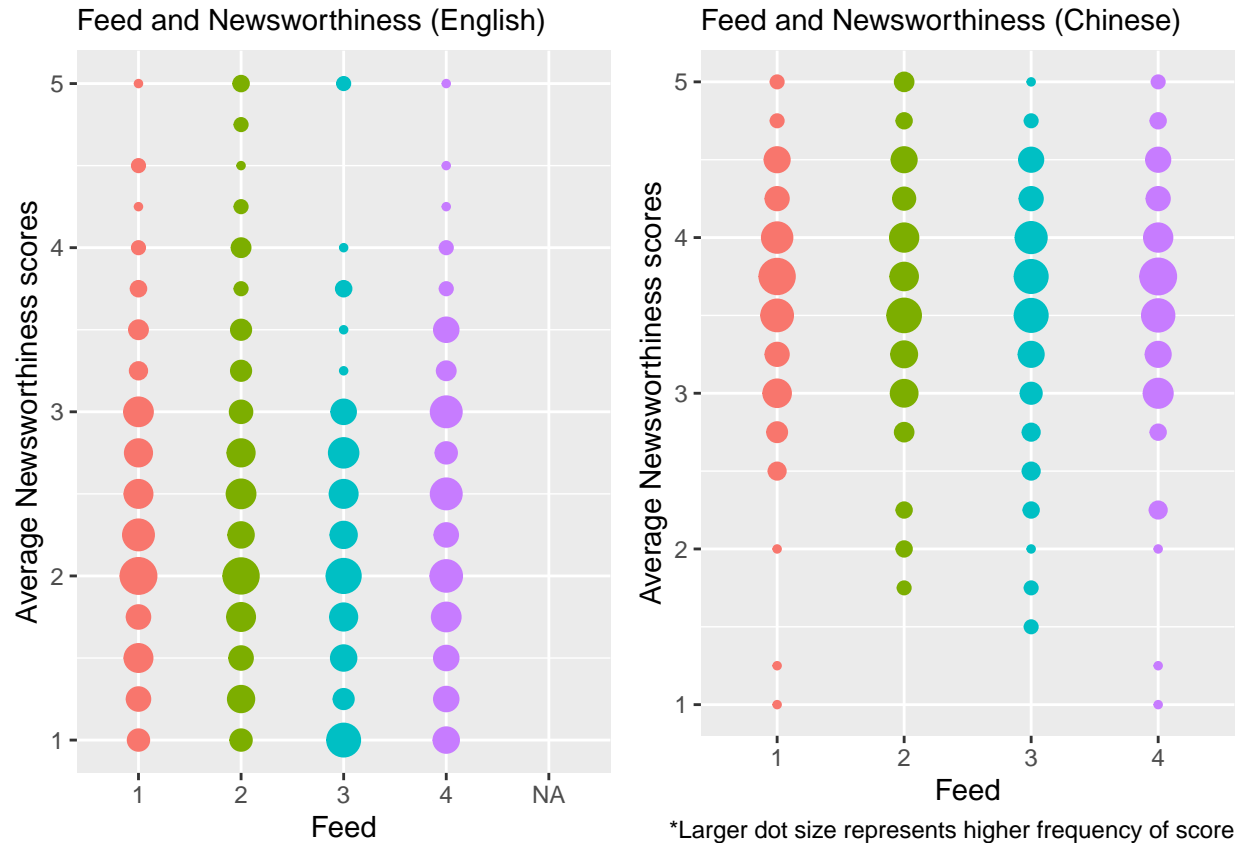 Feed and Newsworthiness (English)
Average Newsworthiness scores
5
4
3
2
1
1 2 3 4 NA
Feed
Feed and Newsworthiness (Chinese)
Average Newsworthiness scores
5
4
3
2
1
1 2 3 4
Feed
*Larger dot size represents higher frequency of score